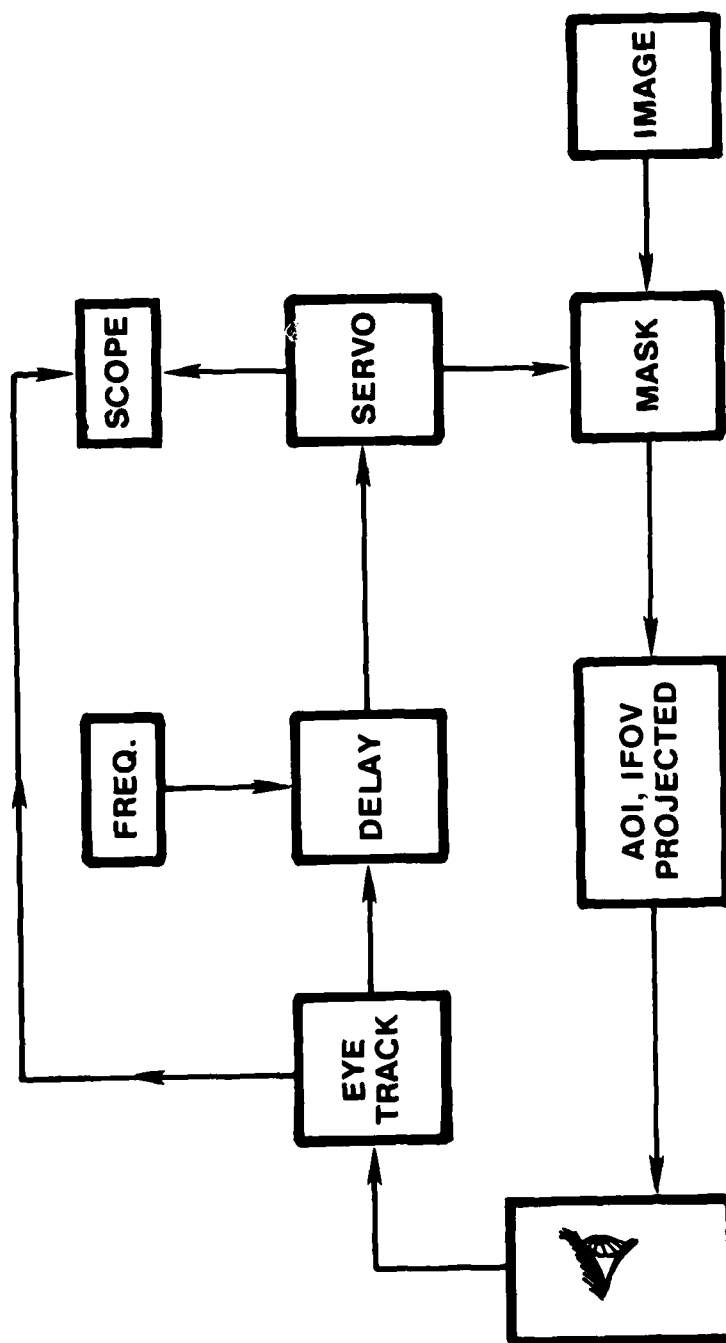 SCOPE
FREQ.
EYE
TRACK
DELAY
SERVO
AOI, IFOV
PROJECTED
MASK
IMAGE